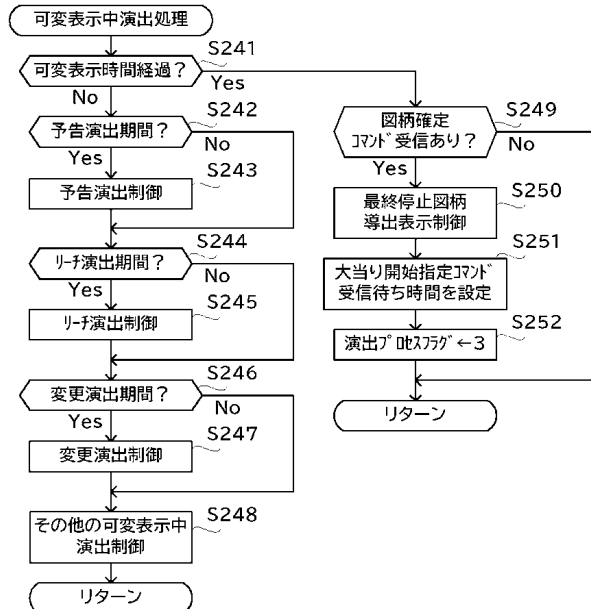 可変表示中演出処理
S241
可変表示時間経過？
Yes
No
S242
予告演出期間？
No
Yes
S243
予告演出制御
S244
ﾘｰﾁ演出期間？
No
Yes
S245
ﾘｰﾁ演出制御
S246
変更演出期間？
No
Yes
S247
変更演出制御
S248
その他の可変表示中
演出制御
リターン
S249
図柄確定
ｺﾏﾝﾄﾞ受信あり？
No
Yes
S250
最終停止図柄
導出表示制御
S251
大当り開始指定ｺﾏﾝﾄﾞ
受信待ち時間を設定
S252
演出ﾌﾟﾛｾｽﾌﾗｸﾞ←3
リターン